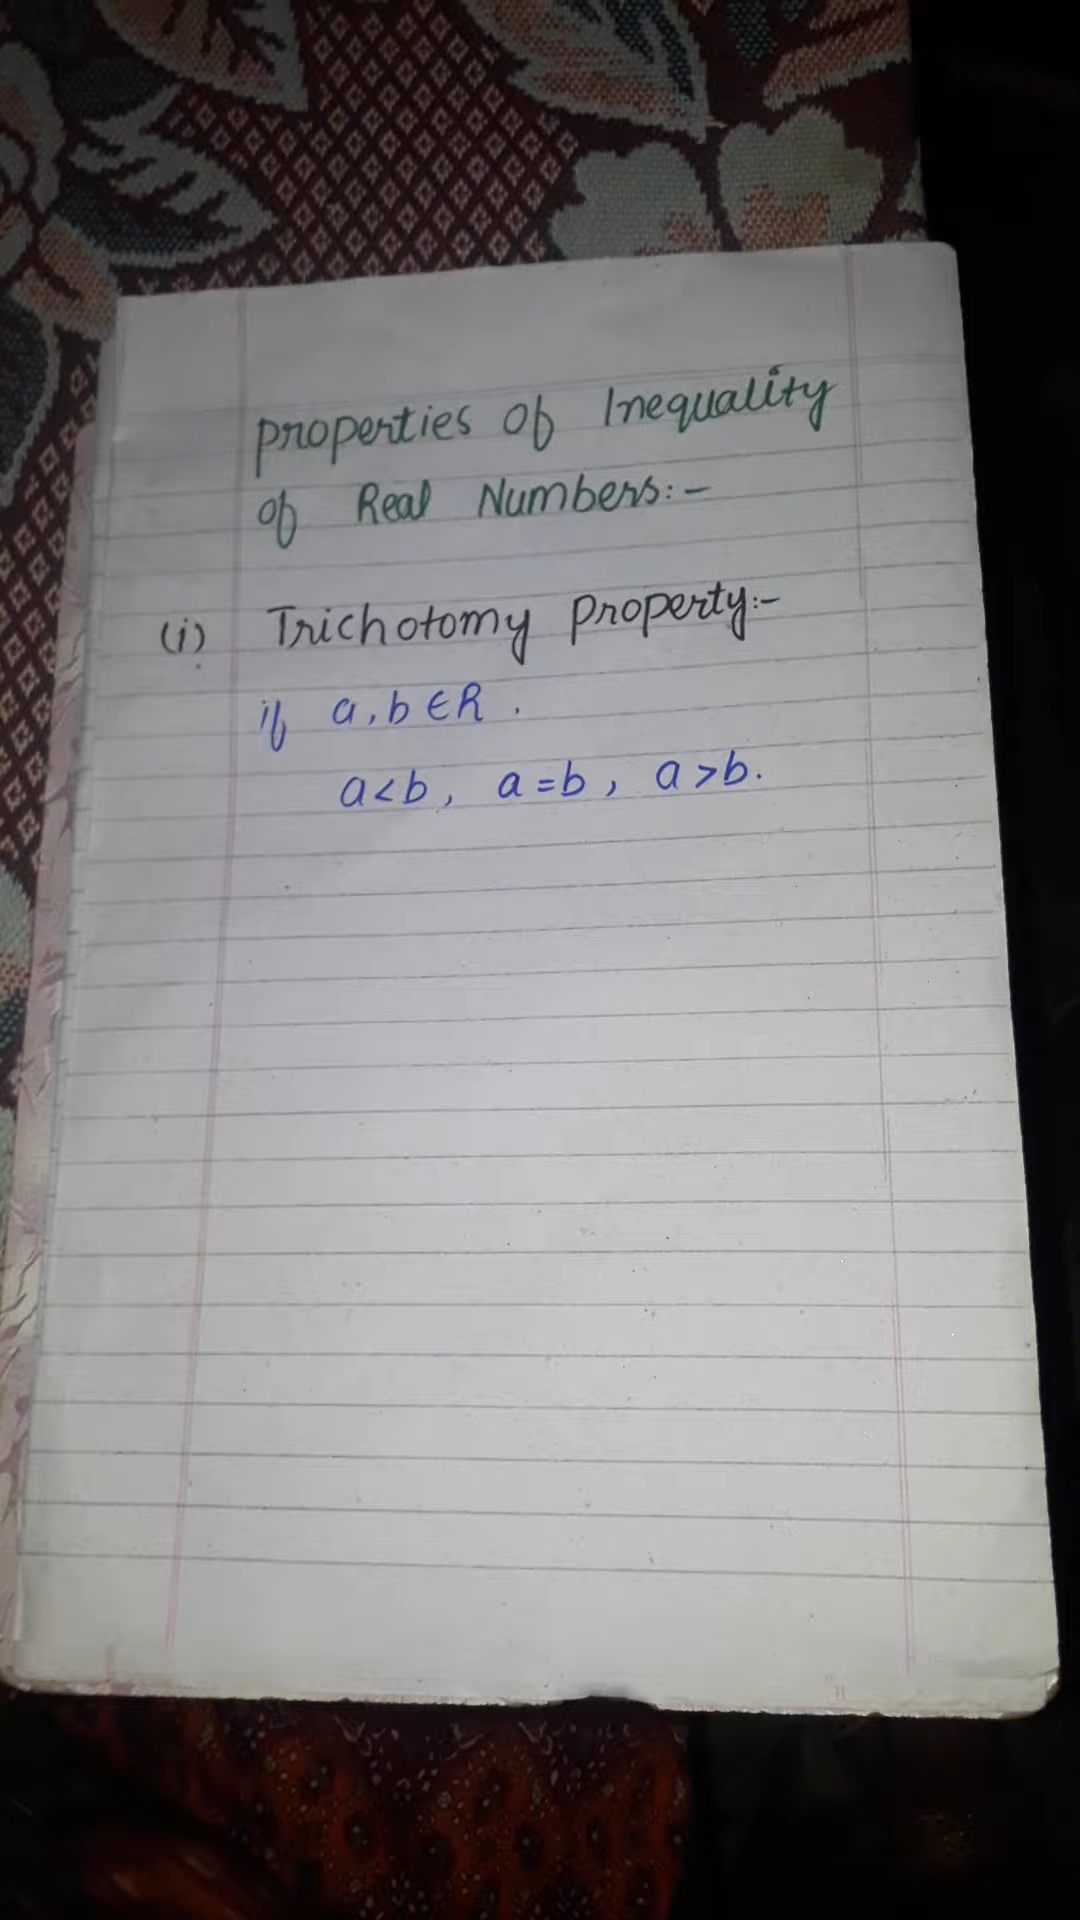 properties of Inequality
of Real Numbers:-
(i) Trichotomy property:-
if a, b ∈ R .
a<b, a=b, a>b.